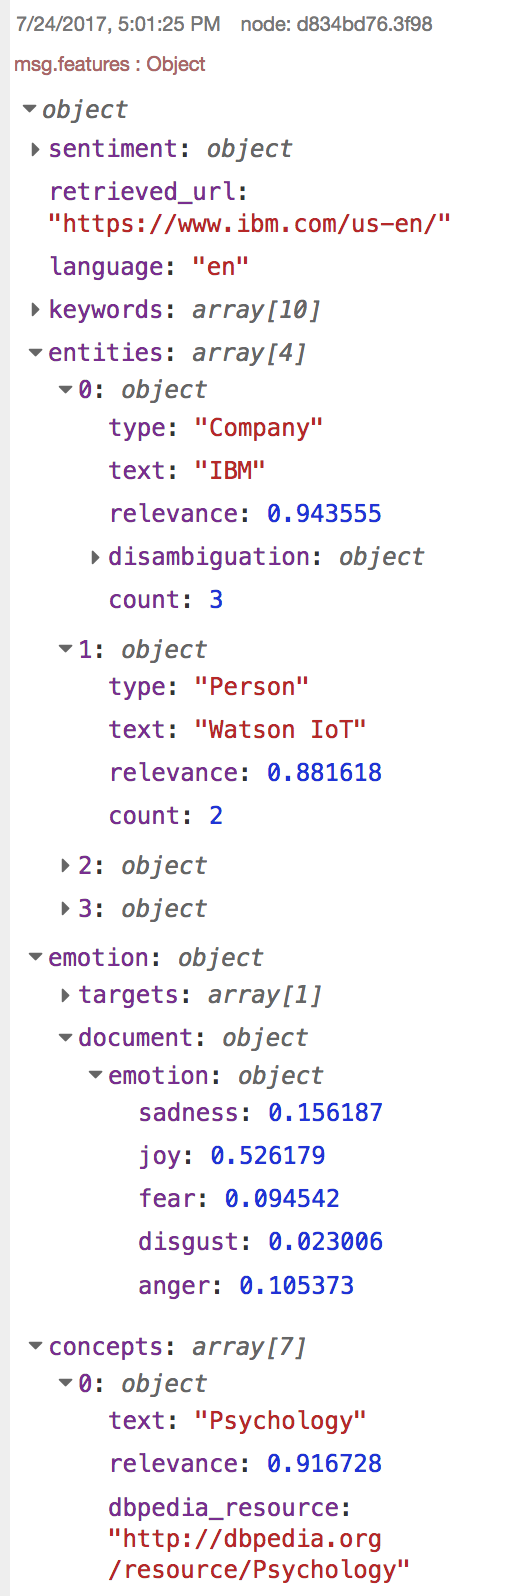 7/24/2017, 5:01:25 PM node: d834bd76.3f98
msg.features : Object
object
sentiment: object
retrieved_url:
"https://www.ibm.com/us-en/"
language: "en"
keywords: array[10]
entities: array[4]
0: object
type: "Company"
text: "IBM"
relevance: 0.943555
disambiguation: object
count: 3
1: object
type: "Person"
text: "Watson IoT"
relevance: 0.881618
count: 2
2: object
3: object
emotion: object
targets: array[1]
document: object
emotion: object
sadness: 0.156187
joy: 0.526179
fear: 0.094542
disgust: 0.023006
anger: 0.105373
concepts: array[7]
0: object
text: "Psychology"
relevance: 0.916728
dbpedia_resource:
"http://dbpedia.org
/resource/Psychology"